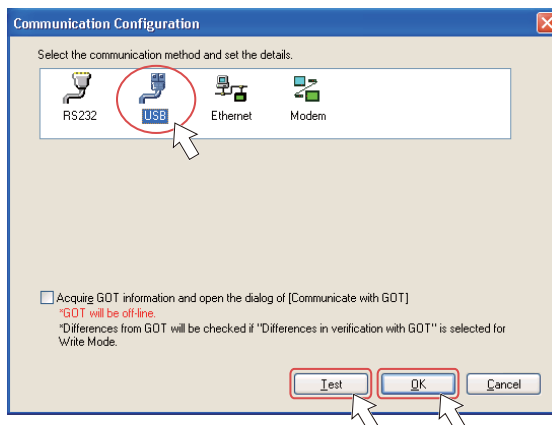 Communication Configuration
Select the communication method and set the details.
RS232 USB Ethernet Modem
Acquire GOT information and open the dialog of [Communicate with GOT]
*GOT will be off-line.
*Differences from GOT will be checked if "Differences in verification with GOT" is selected for
Write Mode.
Test OK Cancel